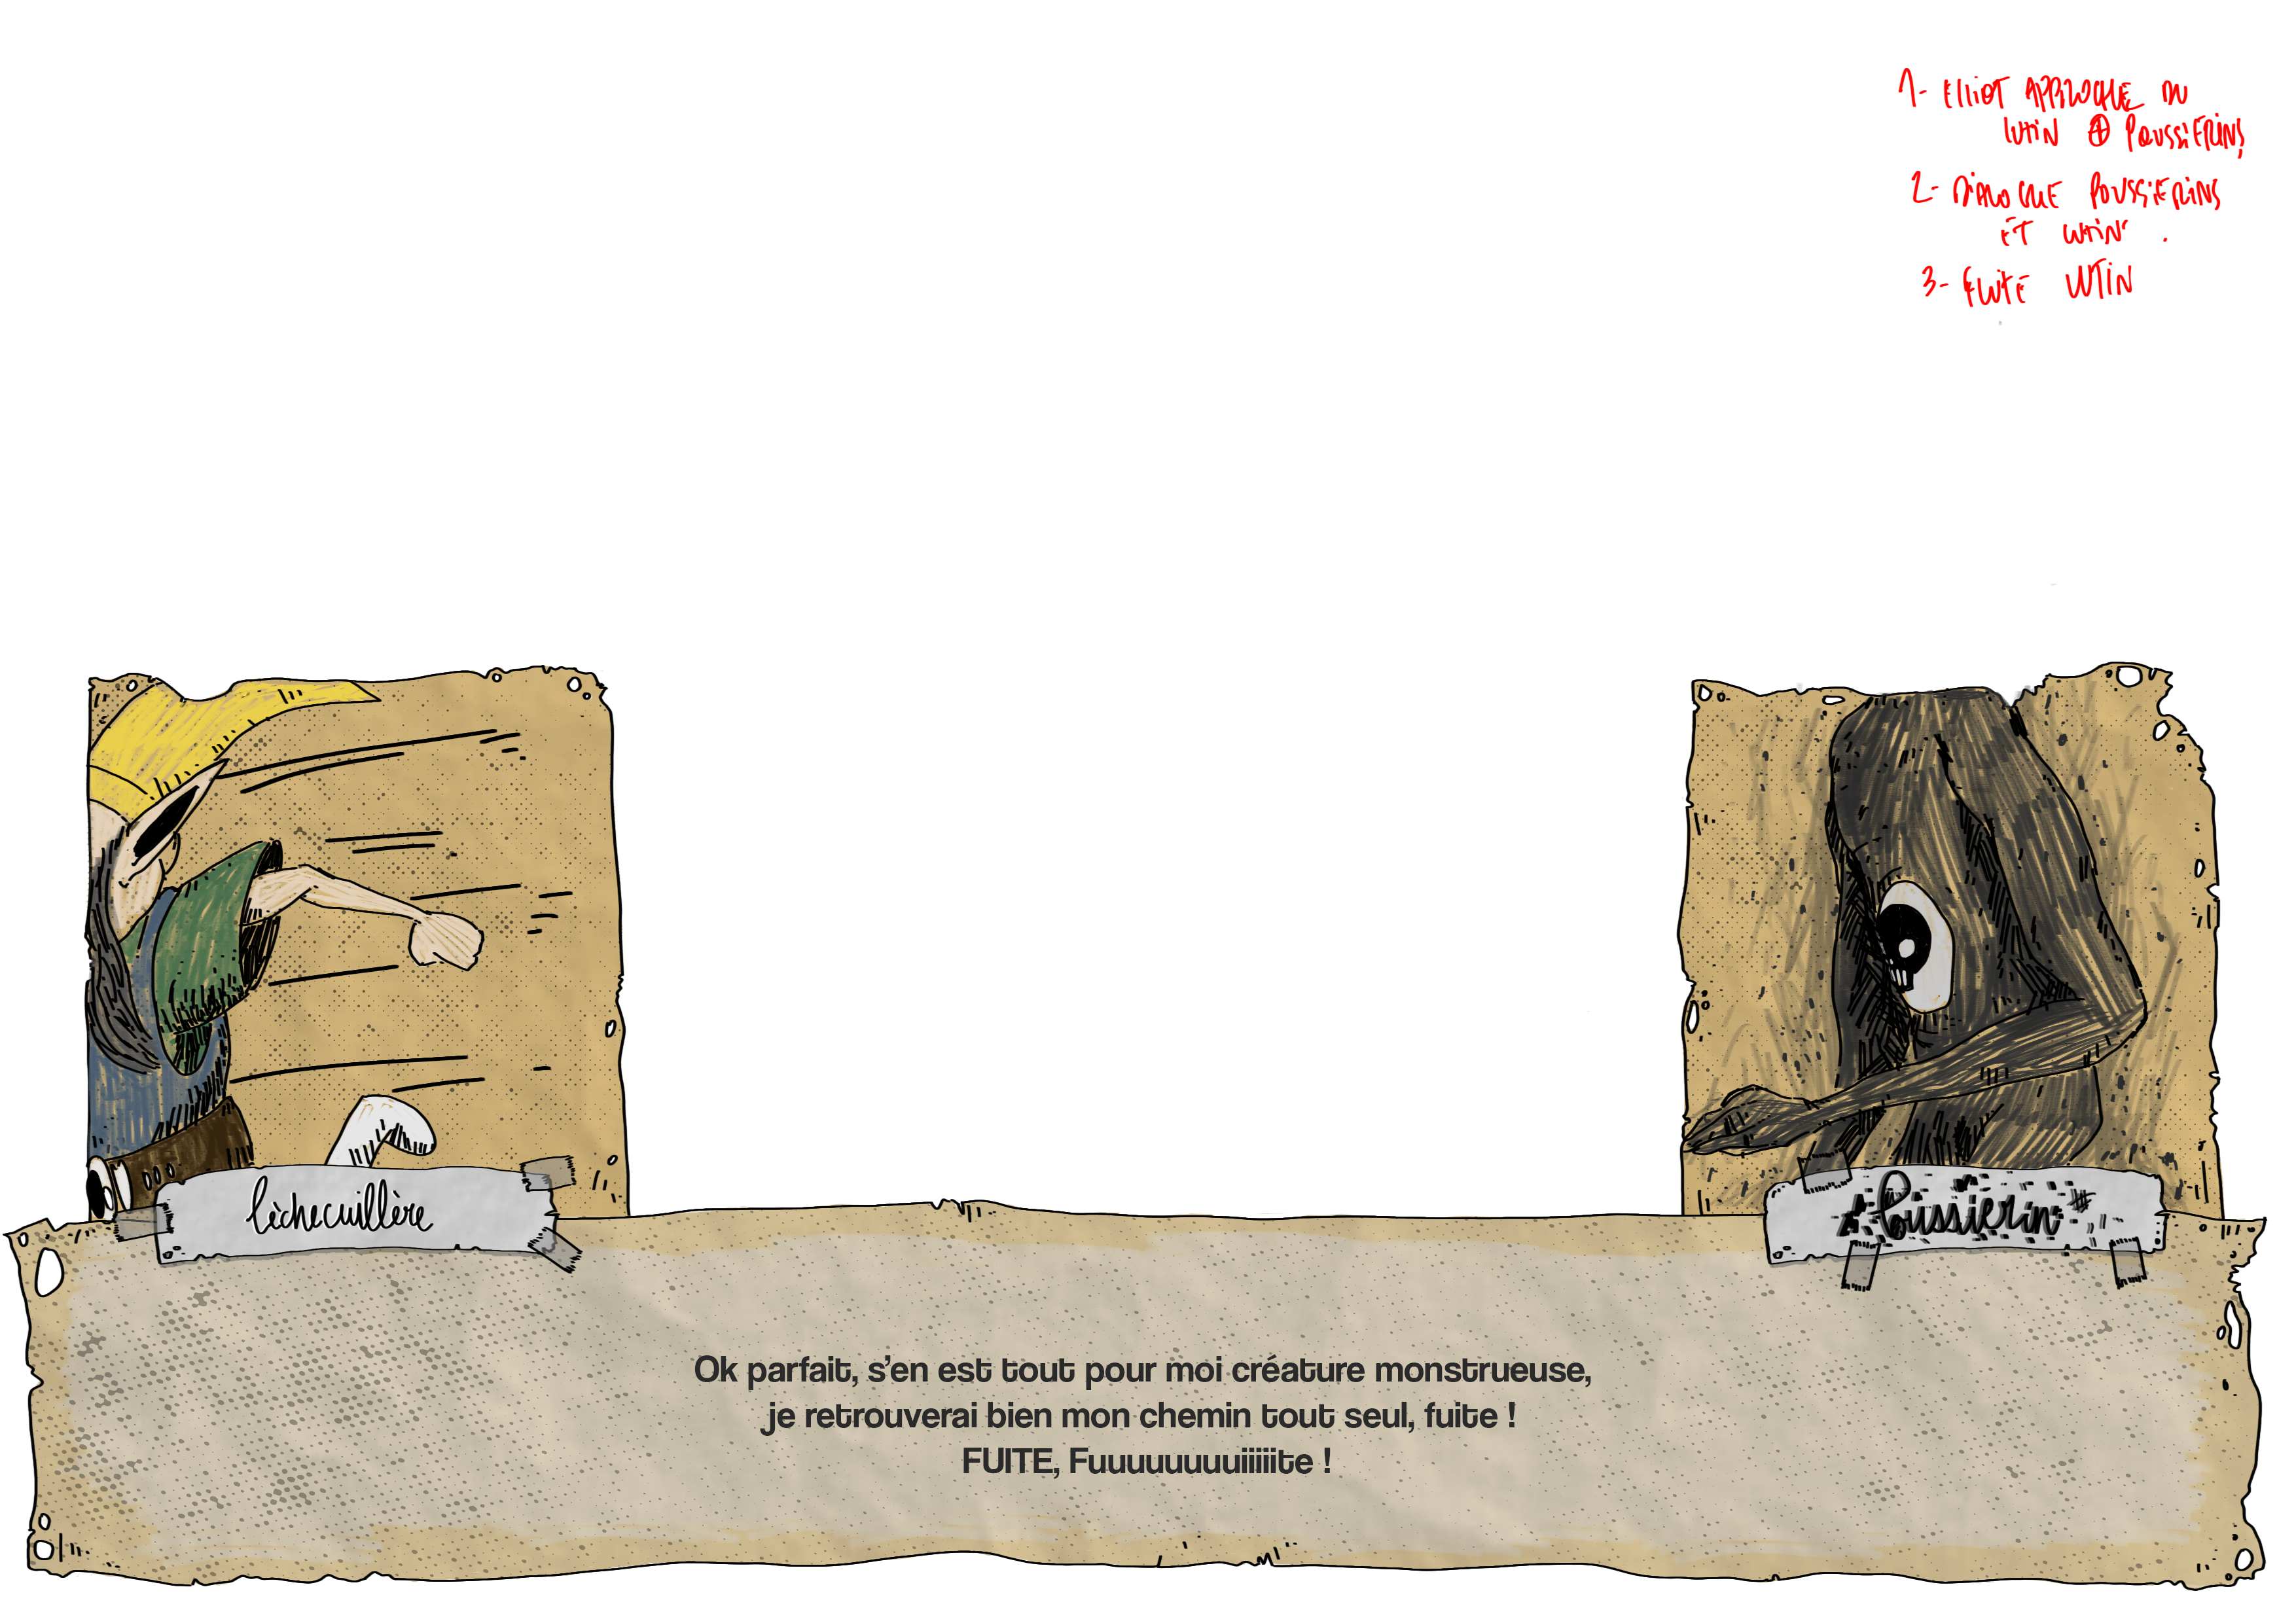 1- ELLIOT APPROCHE DU
LUTIN ⊕ POUSSIERINS
2- DIALOGUE POUSSIERINS
ET LUTIN .
3- FUITE LUTIN
lèchecuillère
Poussierin
Ok parfait, s’en est tout pour moi créature monstrueuse,
je retrouverai bien mon chemin tout seul, fuite !
FUITE, Fuuuuuuuuiiiiite !